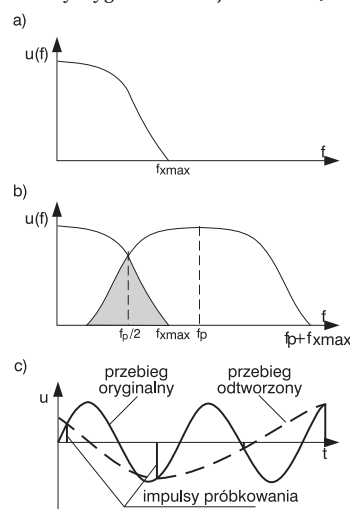 a)
u(f)
f
fxmax
b)
u(f)
f
fp/2
fxmax
fp
fp+fxmax
c)
u
przebieg
oryginalny
przebieg
odtworzony
t
impulsy próbkowania